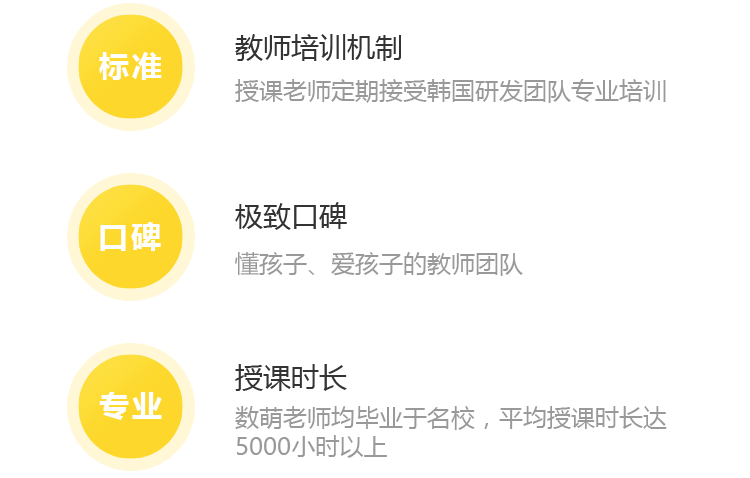 标准
教师培训机制
授课老师定期接受韩国研发团队专业培训
口碑
极致口碑
懂孩子、爱孩子的教师团队
专业
授课时长
数萌老师均毕业于名校，平均授课时长达
5000小时以上